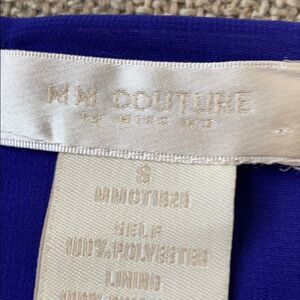 MM COUTURE
BY MISS ME
S
SELF
100% POLYESTER
LINING